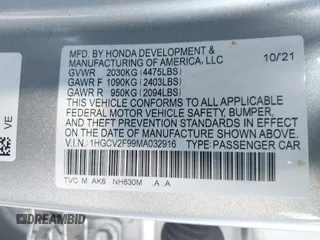 MFD. BY HONDA DEVELOPMENT &
MANUFACTURING OF AMERICA, LLC 10/21
GVWR 2030KG (4475LBS)
GAWR F 1090KG (2403LBS)
GAWR R 950KG (2094LBS)
THIS VEHICLE CONFORMS TO ALL APPLICABLE
FEDERAL MOTOR VEHICLE SAFETY, BUMPER,
AND THEFT PREVENTION STANDARDS IN EFFECT
ON THE DATE OF MANUFACTURE SHOWN ABOVE.
V.I.N.: 1HGCV2F99MA032916 TYPE: PASSENGER CAR
TVC M AK6 NH830M A A
VE
DREAMBID